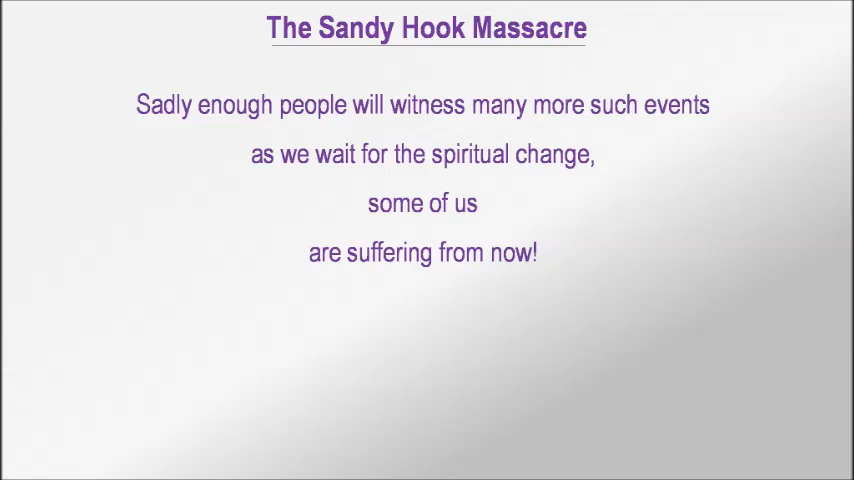 The Sandy Hook Massacre
Sadly enough people will witness many more such events
as we wait for the spiritual change,
some of us
are suffering from now!